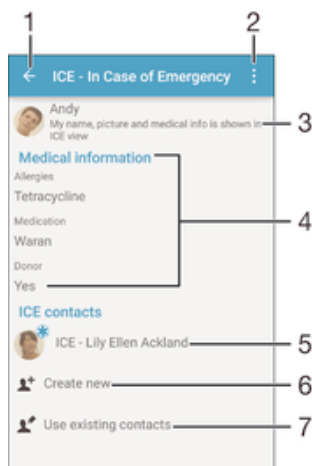 1 2
ICE - In Case of Emergency
Andy
My name, picture and medical info is shown in 3
ICE view
Medical information
Allergies
Tetracycline
Medication
4
Waran
Donor
Yes
ICE contacts
ICE - Lily Ellen Ackland 5
Create new 6
Use existing contacts 7